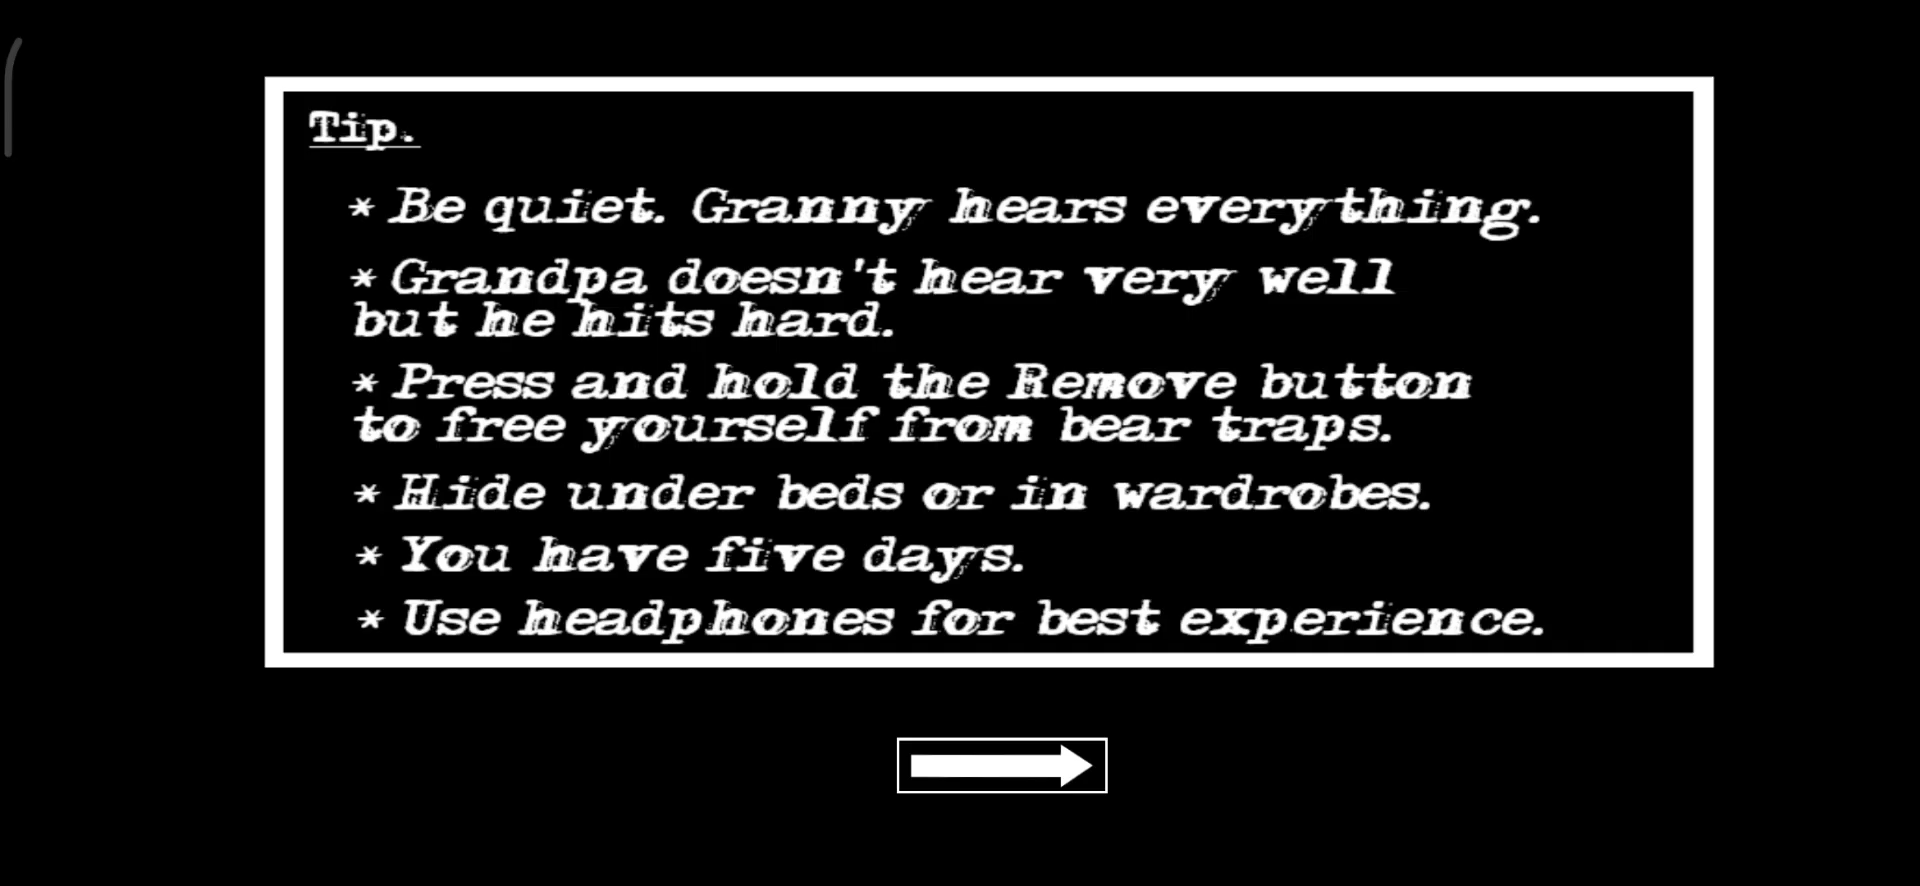 Tip.
* Be quiet. Granny hears everything.
* Grandpa doesn't hear very well
but he hits hard.
* Press and hold the Remove button
to free yourself from bear traps.
* Hide under beds or in wardrobes.
* You have five days.
* Use headphones for best experience.